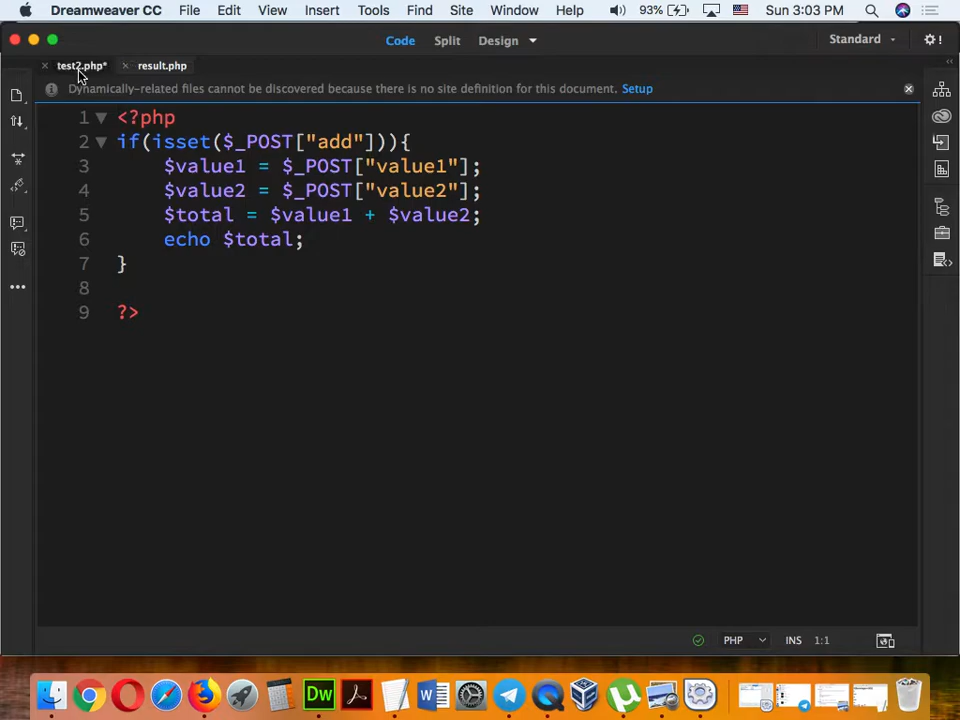 Dreamweaver CC File Edit View Insert Format Tools Find Site Window Help 93% Sun 3:03 PM
Code Split Design Standard
test2.php* result.php
Dynamically-related files cannot be discovered because there is no site definition for this document. Setup
1 <?php
2 if(isset($_POST["add"])){
3 $value1 = $_POST["value1"];
4 $value2 = $_POST["value2"];
5 $total = $value1 + $value2;
6 echo $total;
7 }
8
9 ?>
PHP INS 1:1
Dw W